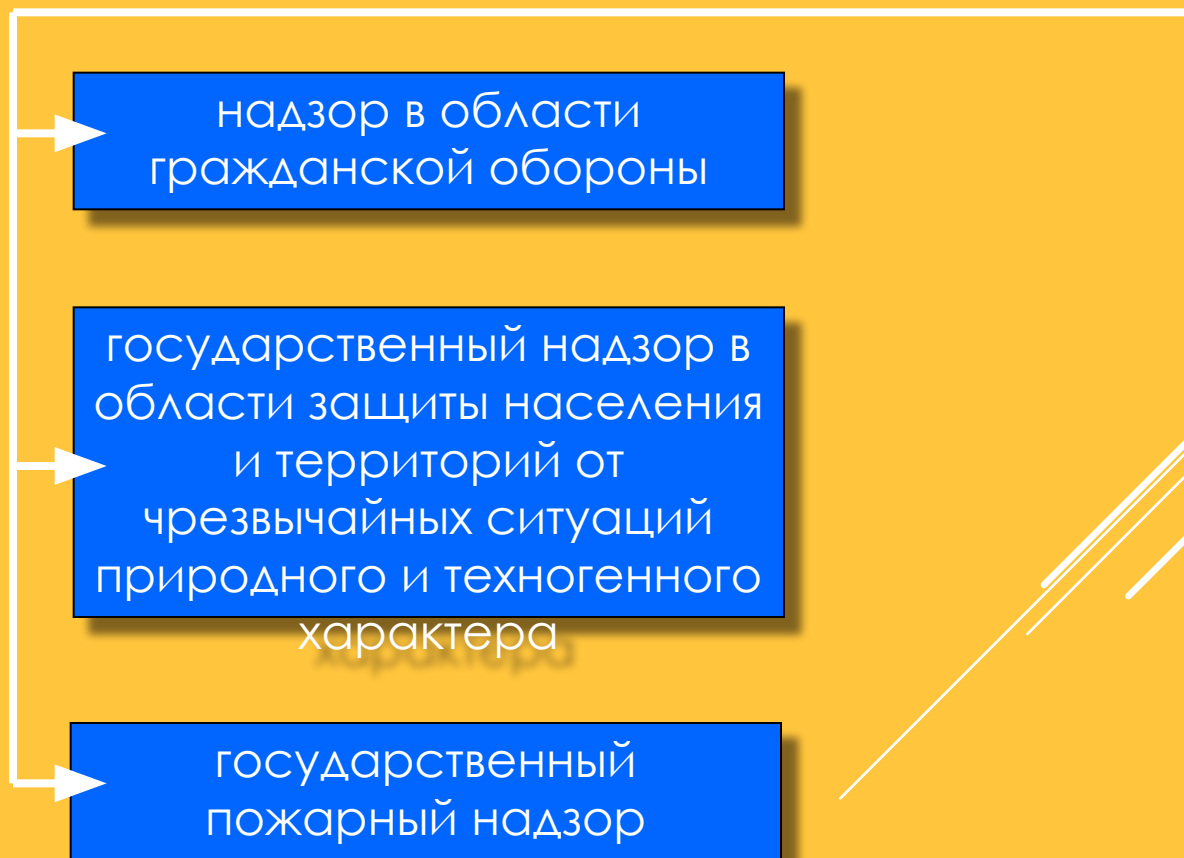 надзор в области
гражданской обороны
государственный надзор в
области защиты населения
и территорий от
чрезвычайных ситуаций
природного и техногенного
характера
государственный
пожарный надзор